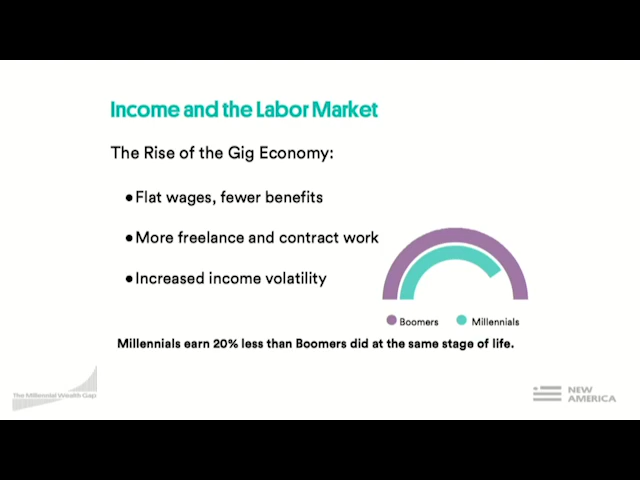 Income and the Labor Market
The Rise of the Gig Economy:
●Flat wages, fewer benefits
●More freelance and contract work
●Increased income volatility
Boomers
Millennials
Millennials earn 20% less than Boomers did at the same stage of life.
The Millennial Wealth Gap
NEW
AMERICA